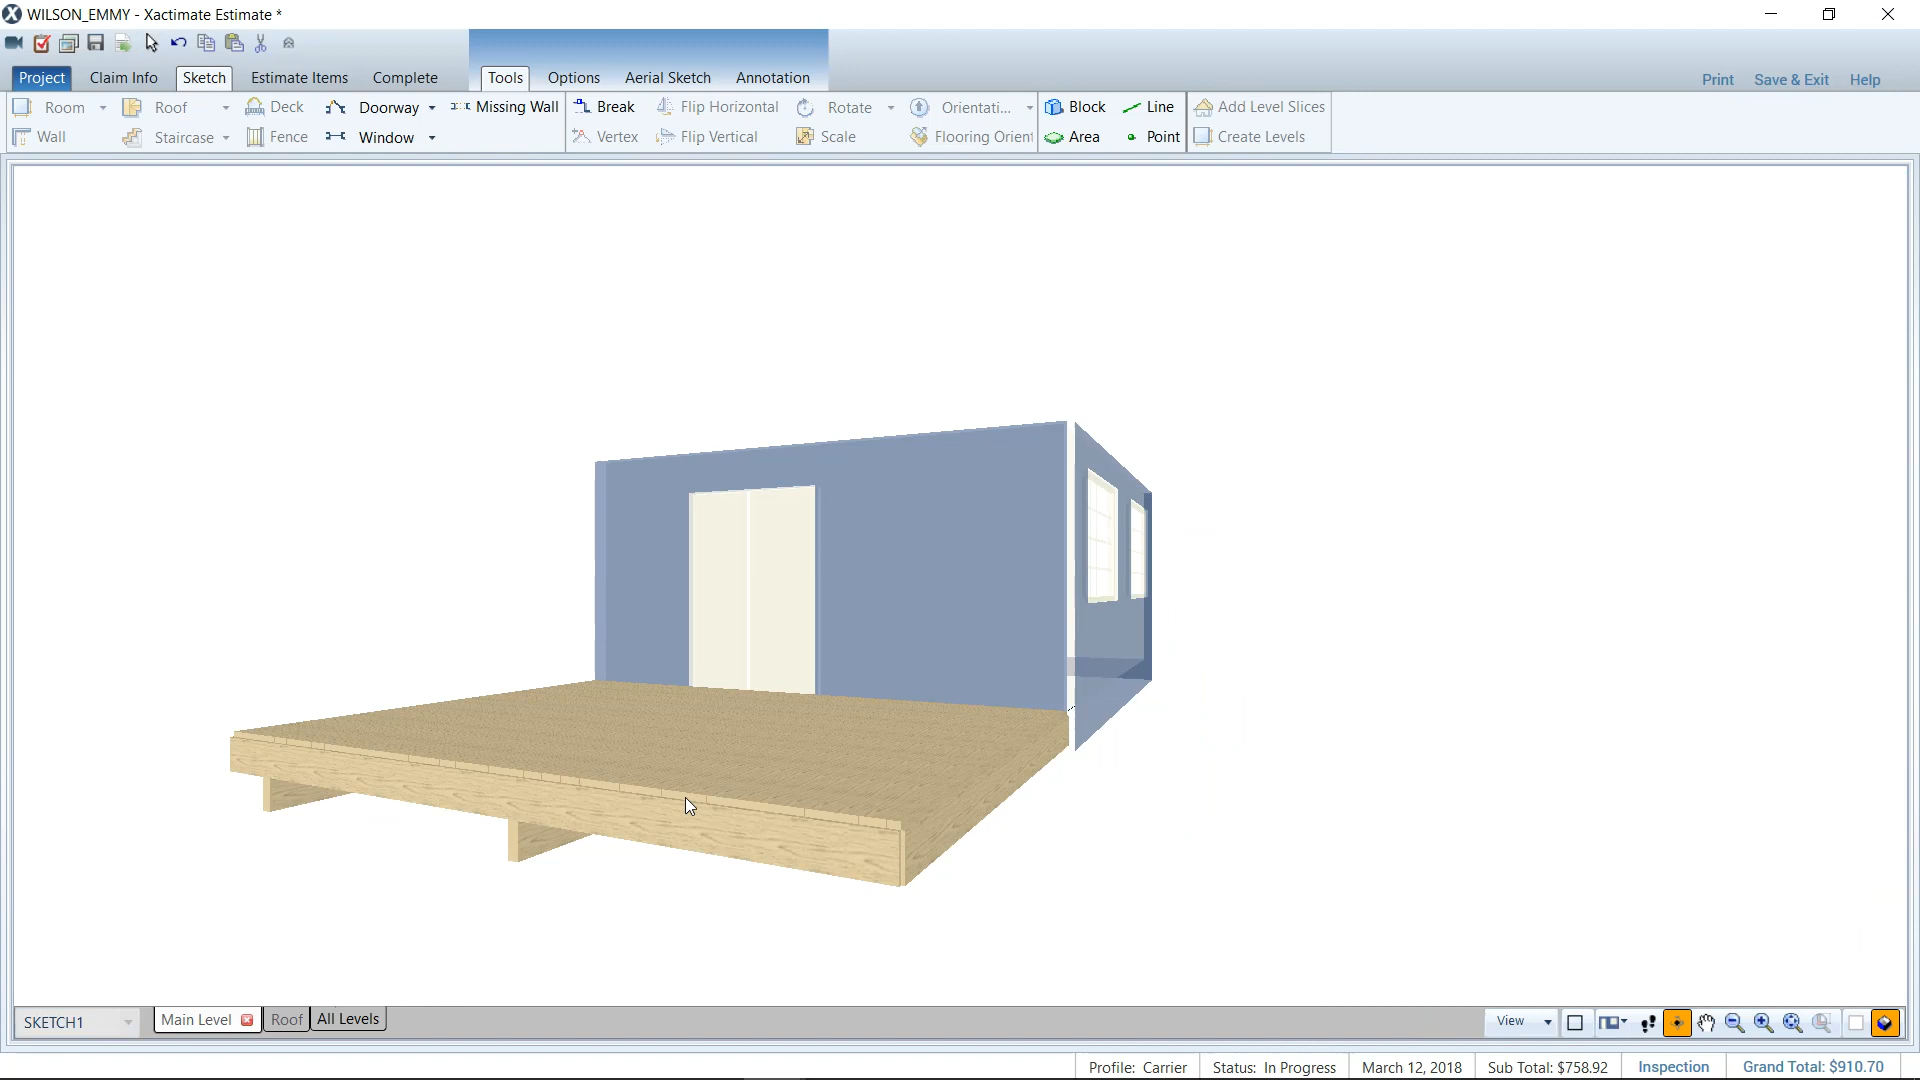 WILSON_EMMY - Xactimate Estimate *
Project Claim Info Sketch Estimate Items Complete Tools Options Aerial Sketch Annotation Print Save & Exit Help
Room Roof Deck Doorway Missing Wall Break Flip Horizontal Rotate Orientati... Block Line Add Level Slices
Wall Staircase Fence Window Vertex Flip Vertical Scale Flooring Orient Area Point Create Levels
SKETCH1 Main Level Roof All Levels View
Profile: Carrier Status: In Progress March 12, 2018 Sub Total: $758.92 Inspection Grand Total: $910.70